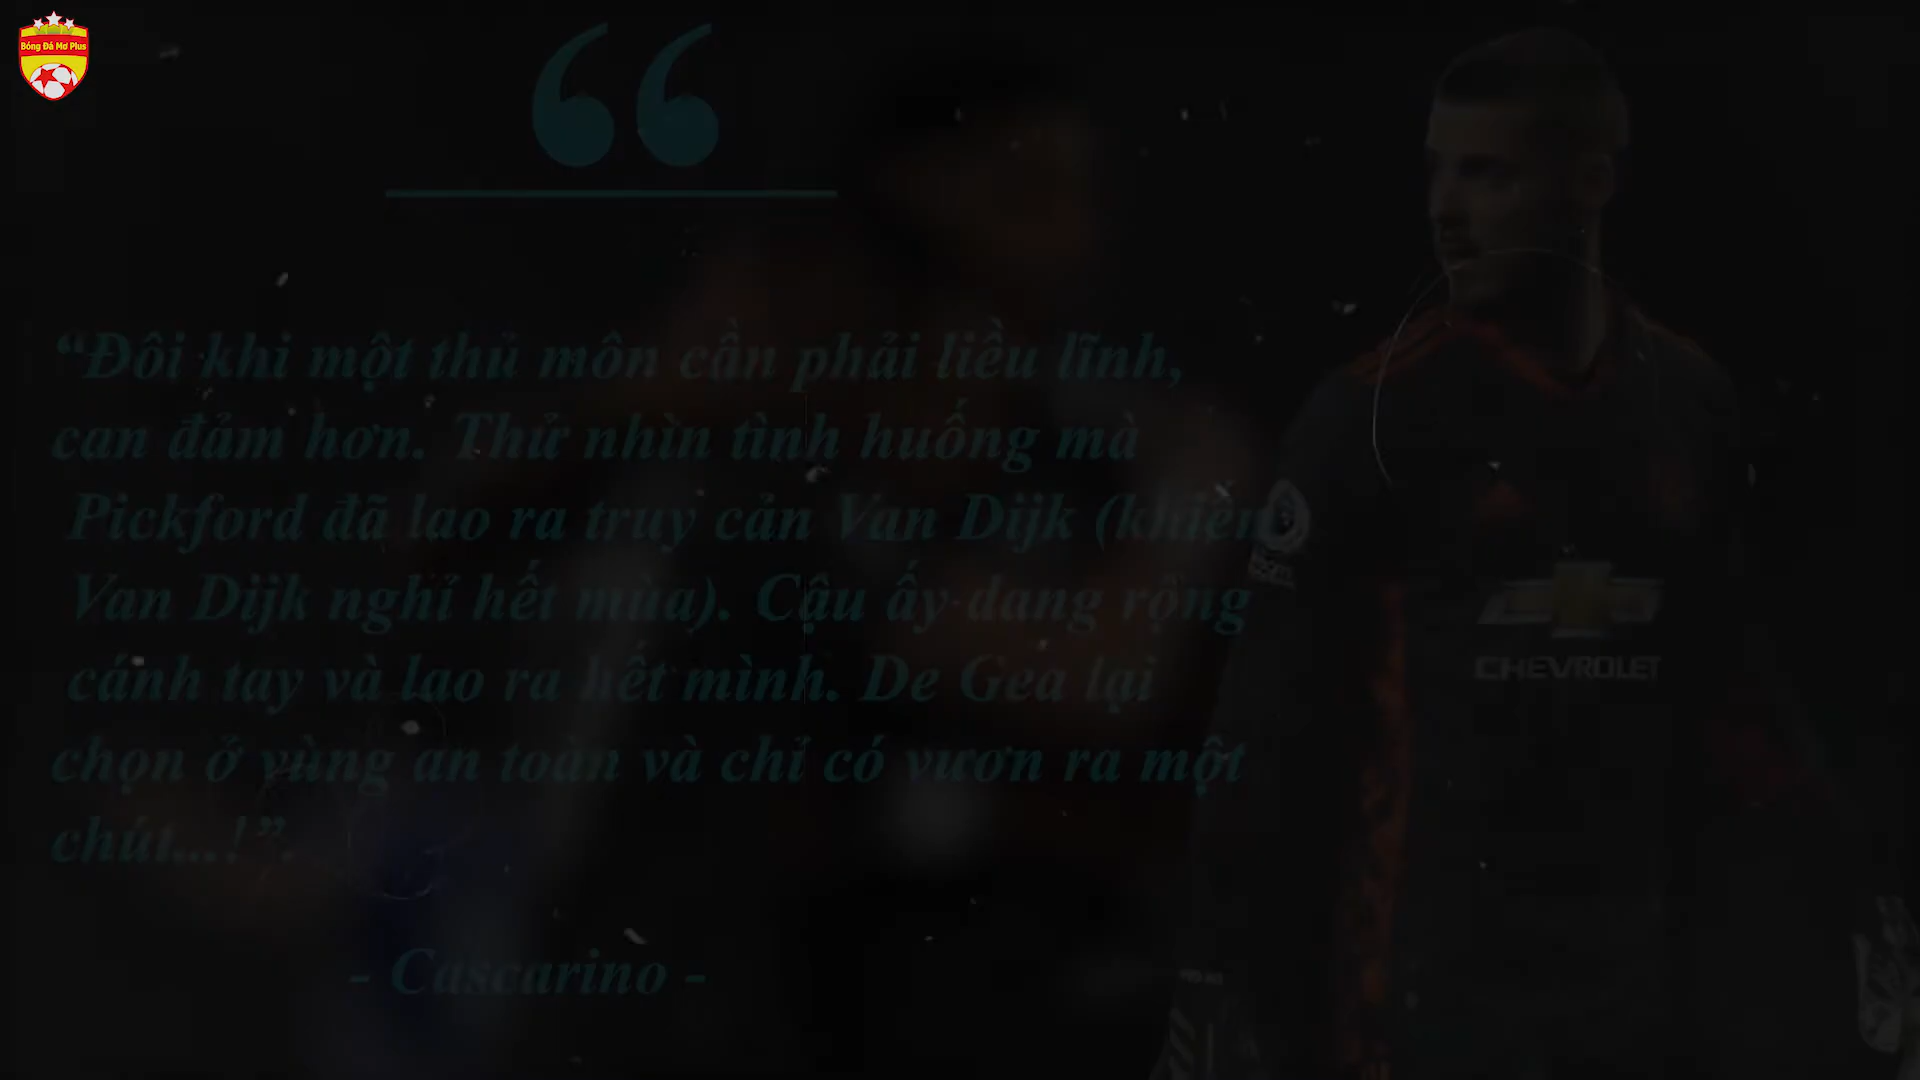 Bóng Đá Mơ Plus
“Đôi khi một thủ môn cần phải liều lĩnh,
can đảm hơn. Thử nhìn tình huống mà
Pickford đã lao ra truy cản Van Dijk (khiến
Van Dijk nghỉ hết mùa). Cậu ấy dang rộng
cánh tay và lao ra hết mình. De Gea lại
chọn ở vùng an toàn và chỉ có vươn ra một
chút...!”.
- Cascarino -
CHEVROLET